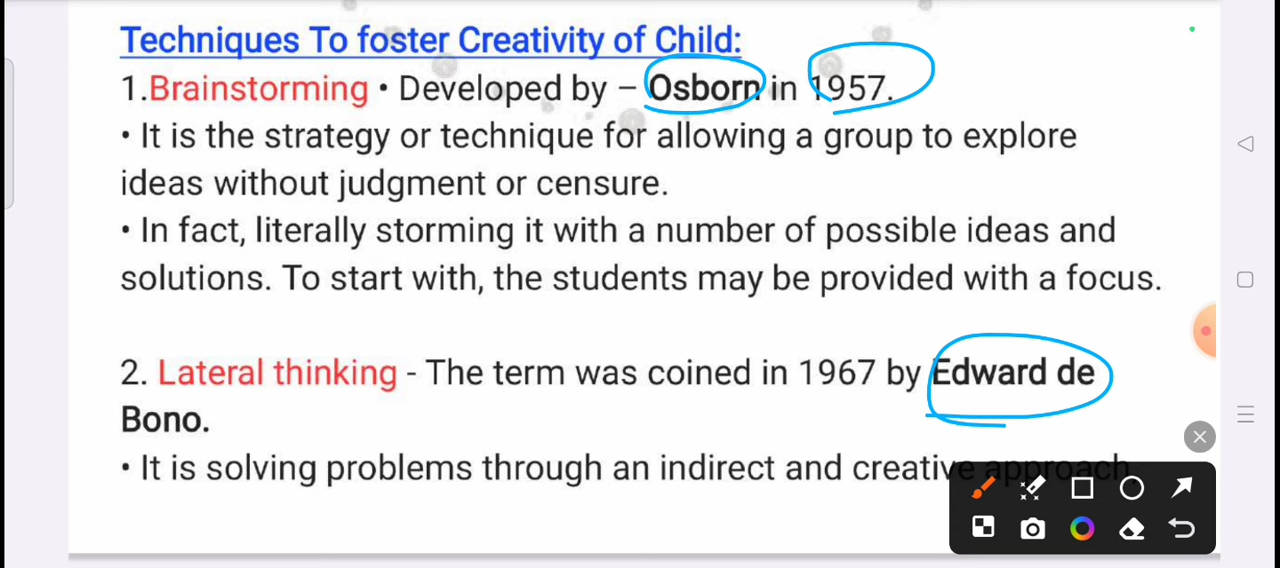 Techniques To foster Creativity of Child:
1.Brainstorming • Developed by – Osborn in 1957.
• It is the strategy or technique for allowing a group to explore
ideas without judgment or censure.
• In fact, literally storming it with a number of possible ideas and
solutions. To start with, the students may be provided with a focus.
2. Lateral thinking - The term was coined in 1967 by Edward de
Bono.
• It is solving problems through an indirect and creative approach